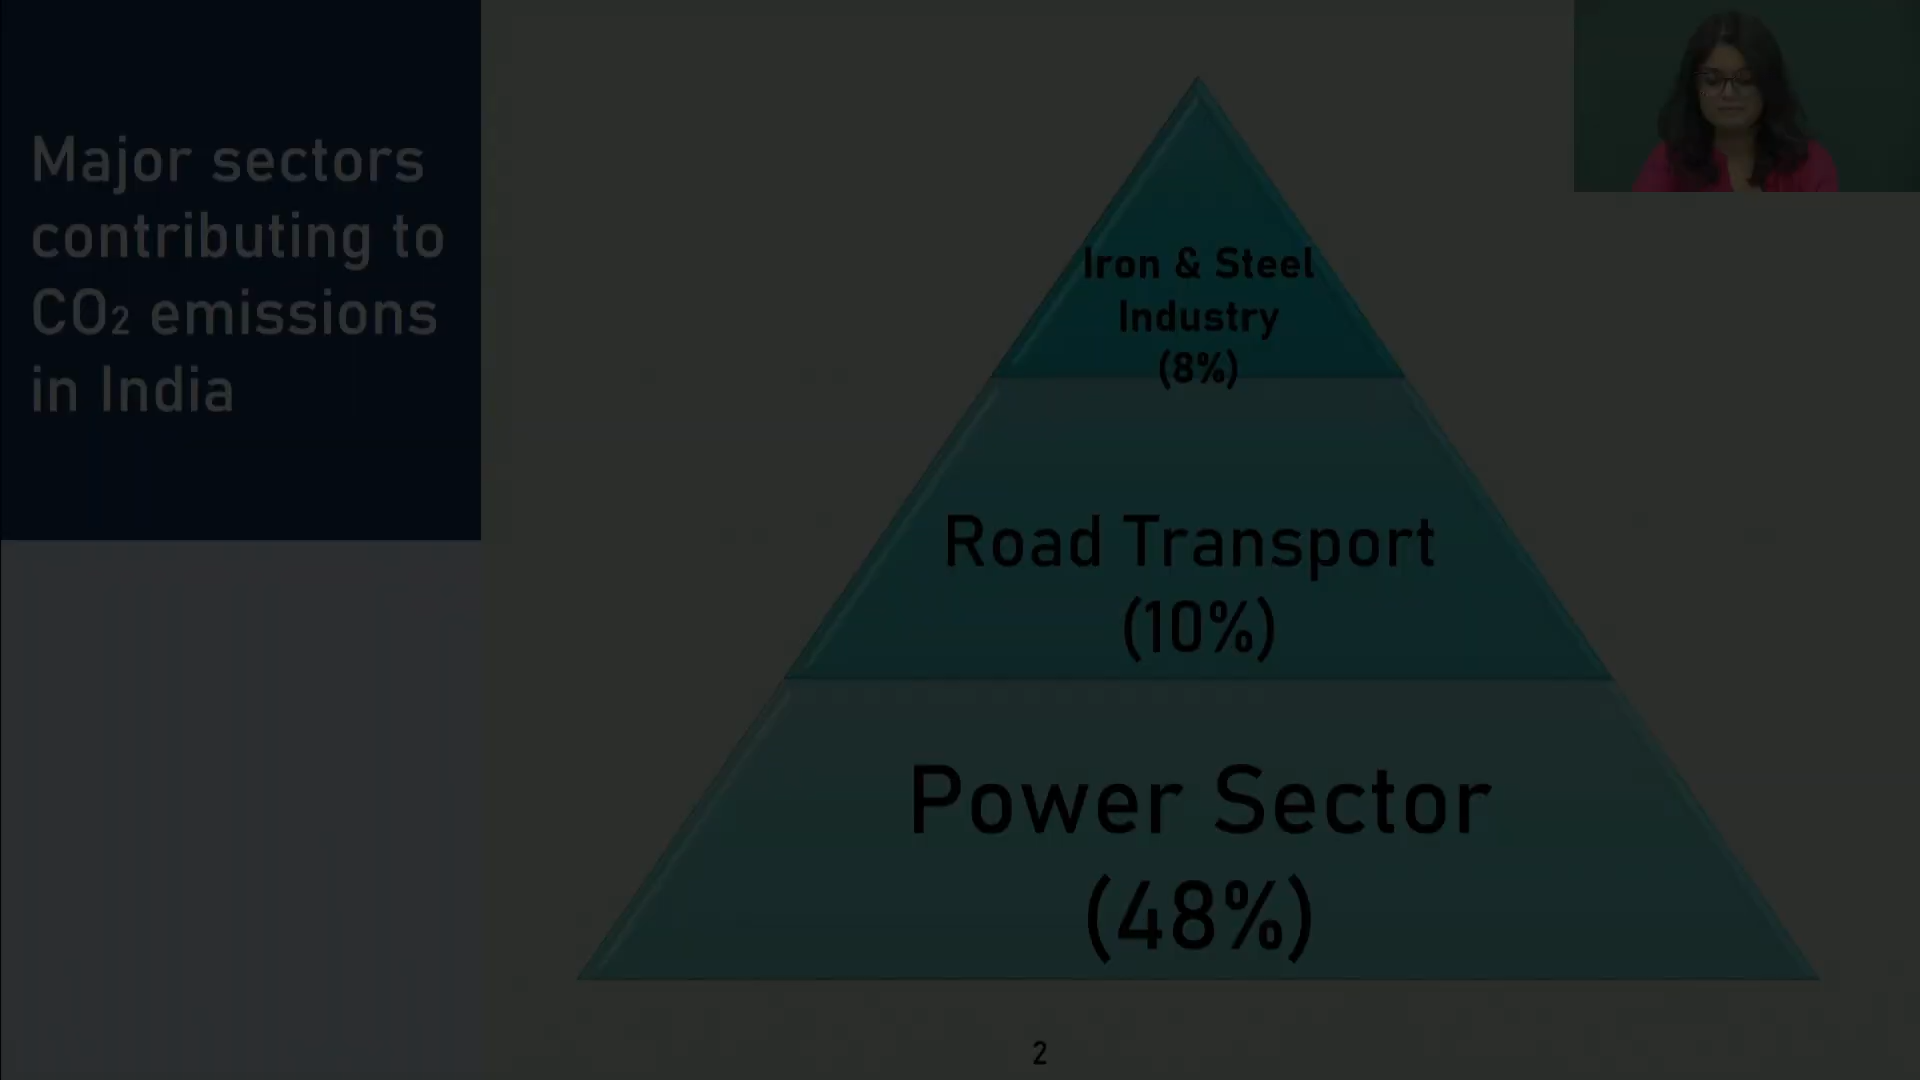 Major sectors
contributing to
CO₂ emissions
in India
Iron & Steel
Industry
(8%)
Road Transport
(10%)
Power Sector
(48%)
2